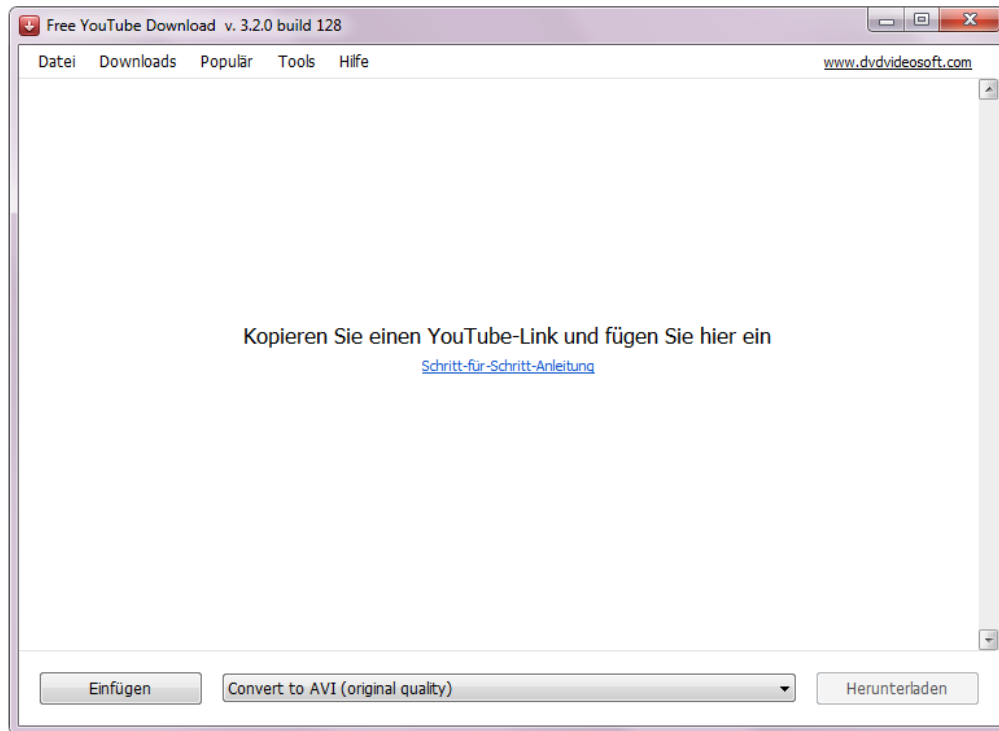 Free YouTube Download v. 3.2.0 build 128
Datei Downloads Populär Tools Hilfe www.dvdvideosoft.com
Kopieren Sie einen YouTube-Link und fügen Sie hier ein
Schritt-für-Schritt-Anleitung
Einfügen Convert to AVI (original quality) Herunterladen